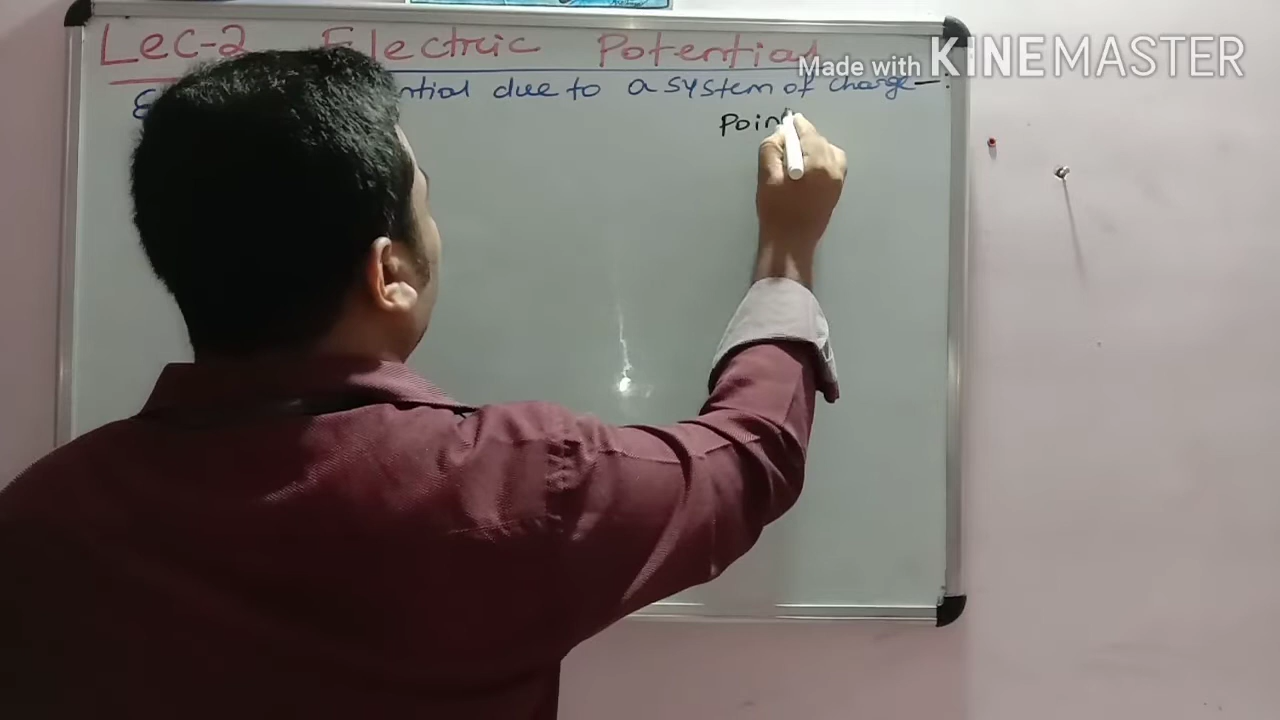 Lec-2 Electric Potential
Made with KINEMASTER
ntial due to a system of charge-
Poin